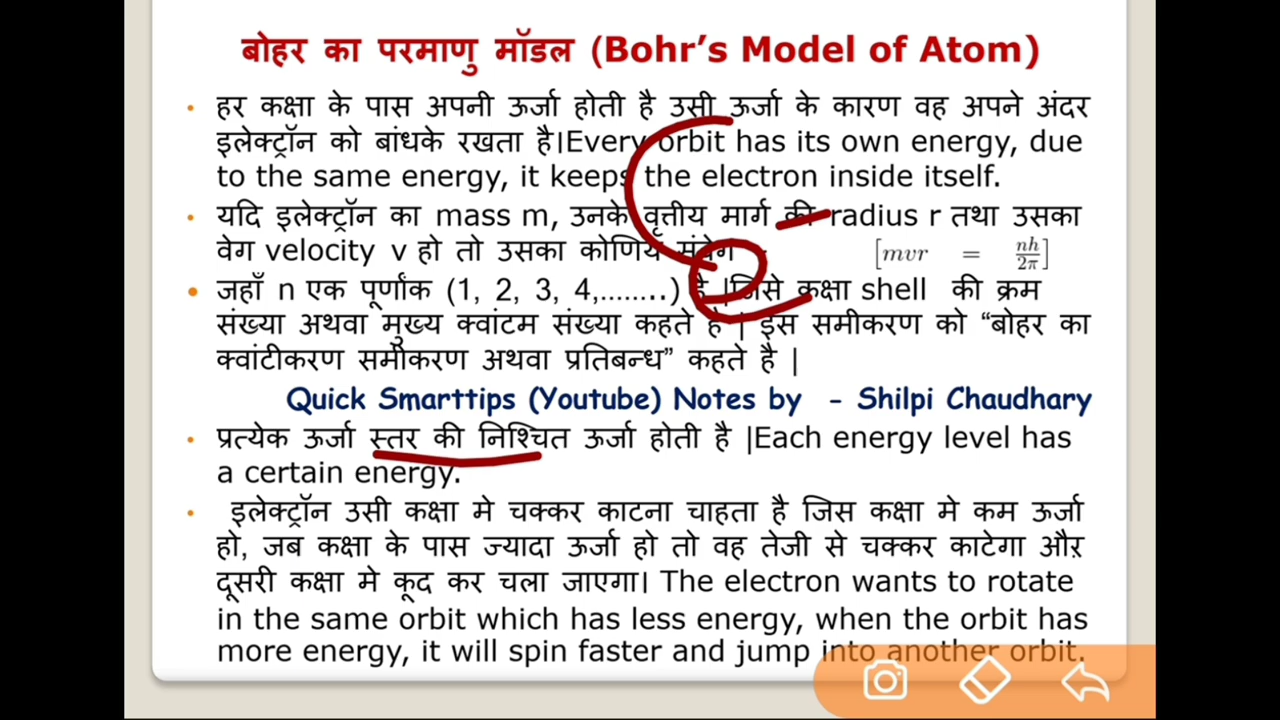 बोहर का परमाणु मॉडल (Bohr's Model of Atom)
• हर कक्षा के पास अपनी ऊर्जा होती है उसी ऊर्जा के कारण वह अपने अंदर
इलेक्ट्रॉन को बांधके रखता है।Every orbit has its own energy, due
to the same energy, it keeps the electron inside itself.
• यदि इलेक्ट्रॉन का mass m, उनके वृत्तीय मार्ग की radius r तथा उसका
वेग velocity v हो तो उसका कोणिय संवेग - [mvr = nh/2π]
• जहाँ n एक पूर्णांक (1, 2, 3, 4,........) है |जिसे कक्षा shell की क्रम
संख्या अथवा मुख्य क्वांटम संख्या कहते है | इस समीकरण को “बोहर का
क्वांटीकरण समीकरण अथवा प्रतिबन्ध” कहते है |
Quick Smarttips (Youtube) Notes by - Shilpi Chaudhary
• प्रत्येक ऊर्जा स्तर की निश्चित ऊर्जा होती है |Each energy level has
a certain energy.
• इलेक्ट्रॉन उसी कक्षा मे चक्कर काटना चाहता है जिस कक्षा मे कम ऊर्जा
हो, जब कक्षा के पास ज्यादा ऊर्जा हो तो वह तेजी से चक्कर काटेगा और
दूसरी कक्षा मे कूद कर चला जाएगा। The electron wants to rotate
in the same orbit which has less energy, when the orbit has
more energy, it will spin faster and jump into another orbit.